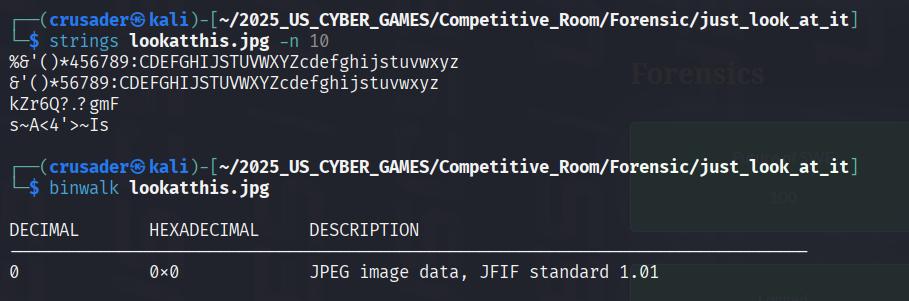 ┌──(crusader㉿kali)-[~/2025_US_CYBER_GAMES/Competitive_Room/Forensic/just_look_at_it]
└─$ strings lookatthis.jpg -n 10
%&'()*456789:CDEFGHIJSTUVWXYZcdefghijstuvwxyz
&'()*56789:CDEFGHIJSTUVWXYZcdefghijstuvwxyz
kZr6Q?.?gmF
s~A<4'>~Is
┌──(crusader㉿kali)-[~/2025_US_CYBER_GAMES/Competitive_Room/Forensic/just_look_at_it]
└─$ binwalk lookatthis.jpg
DECIMAL HEXADECIMAL DESCRIPTION
0 0×0 JPEG image data, JFIF standard 1.01
Forensics
100